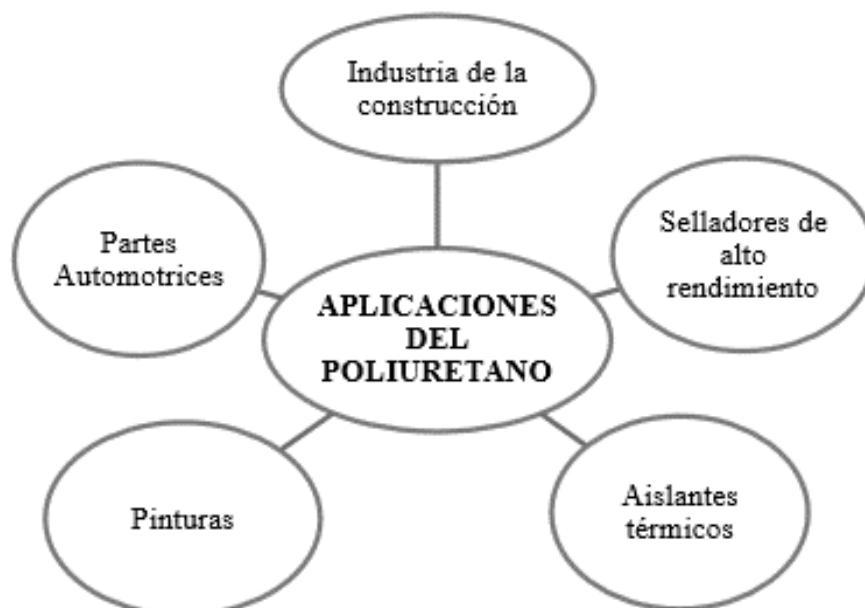 Industria de la
construcción
Partes
Automotrices
Selladores de
alto
rendimiento
APLICACIONES
DEL
POLIURETANO
Pinturas
Aislantes
térmicos